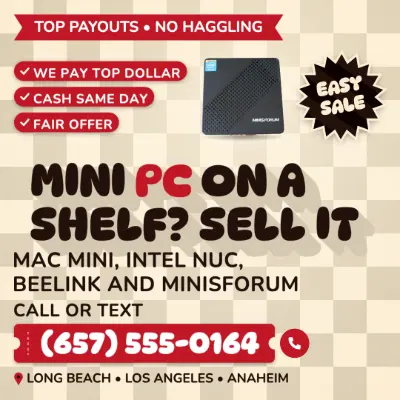 TOP PAYOUTS • NO HAGGLING
WE PAY TOP DOLLAR
CASH SAME DAY
FAIR OFFER
MINISFORUM
EASY
SALE
MINI PC ON A
SHELF? SELL IT
MAC MINI, INTEL NUC,
BEELINK AND MINISFORUM
CALL OR TEXT
(657) 555-0164
LONG BEACH • LOS ANGELES • ANAHEIM